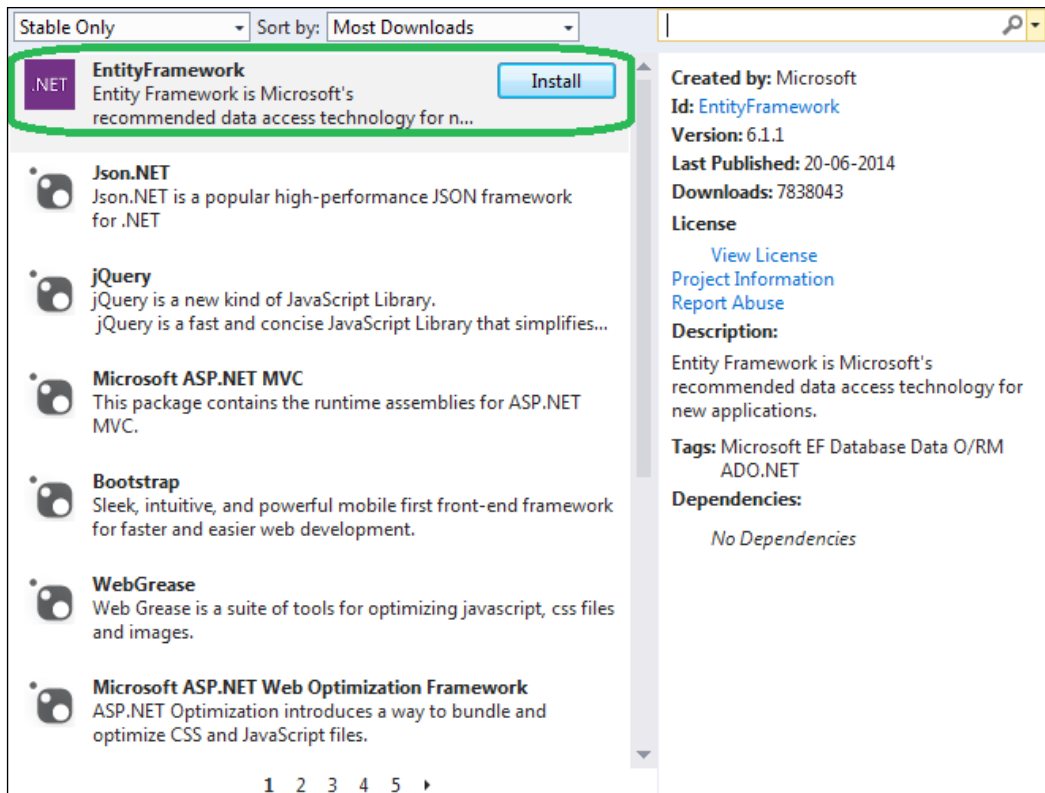 Stable Only Sort by: Most Downloads
.NET
EntityFramework
Entity Framework is Microsoft's
recommended data access technology for n...
Install
Json.NET
Json.NET is a popular high-performance JSON framework
for .NET
jQuery
jQuery is a new kind of JavaScript Library.
jQuery is a fast and concise JavaScript Library that simplifies...
Microsoft ASP.NET MVC
This package contains the runtime assemblies for ASP.NET
MVC.
Bootstrap
Sleek, intuitive, and powerful mobile first front-end framework
for faster and easier web development.
WebGrease
Web Grease is a suite of tools for optimizing javascript, css files
and images.
Microsoft ASP.NET Web Optimization Framework
ASP.NET Optimization introduces a way to bundle and
optimize CSS and JavaScript files.
1 2 3 4 5
Created by: Microsoft
Id: EntityFramework
Version: 6.1.1
Last Published: 20-06-2014
Downloads: 7838043
License
View License
Project Information
Report Abuse
Description:
Entity Framework is Microsoft's
recommended data access technology for
new applications.
Tags: Microsoft EF Database Data O/RM
ADO.NET
Dependencies:
No Dependencies